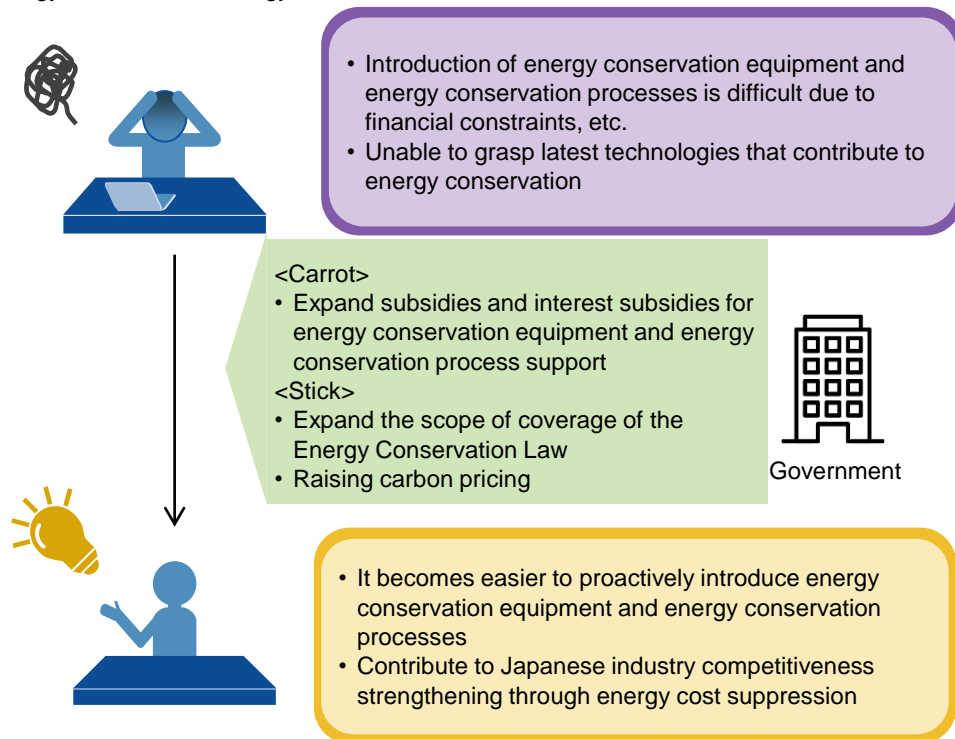 • Introduction of energy conservation equipment and
energy conservation processes is difficult due to
financial constraints, etc.
• Unable to grasp latest technologies that contribute to
energy conservation
<Carrot>
• Expand subsidies and interest subsidies for
energy conservation equipment and energy
conservation process support
<Stick>
• Expand the scope of coverage of the
Energy Conservation Law
• Raising carbon pricing
Government
• It becomes easier to proactively introduce energy
conservation equipment and energy conservation
processes
• Contribute to Japanese industry competitiveness
strengthening through energy cost suppression